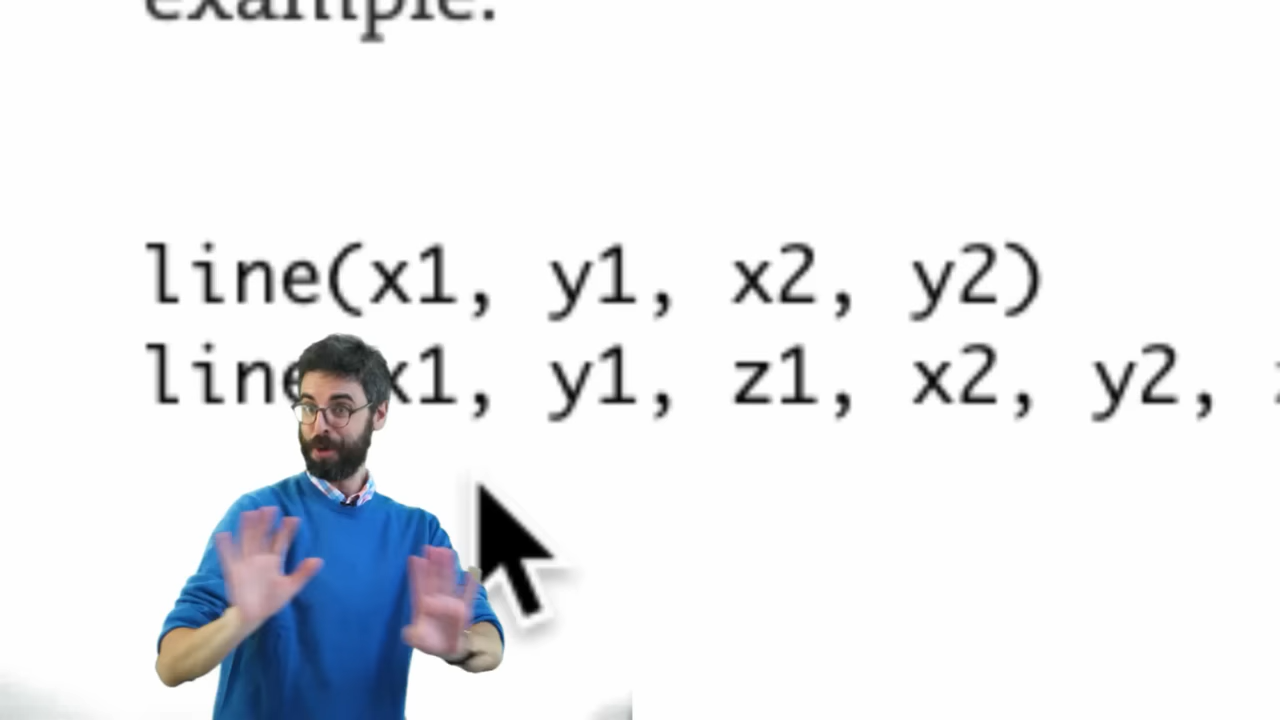 example.
line(x1, y1, x2, y2)
line(x1, y1, z1, x2, y2,